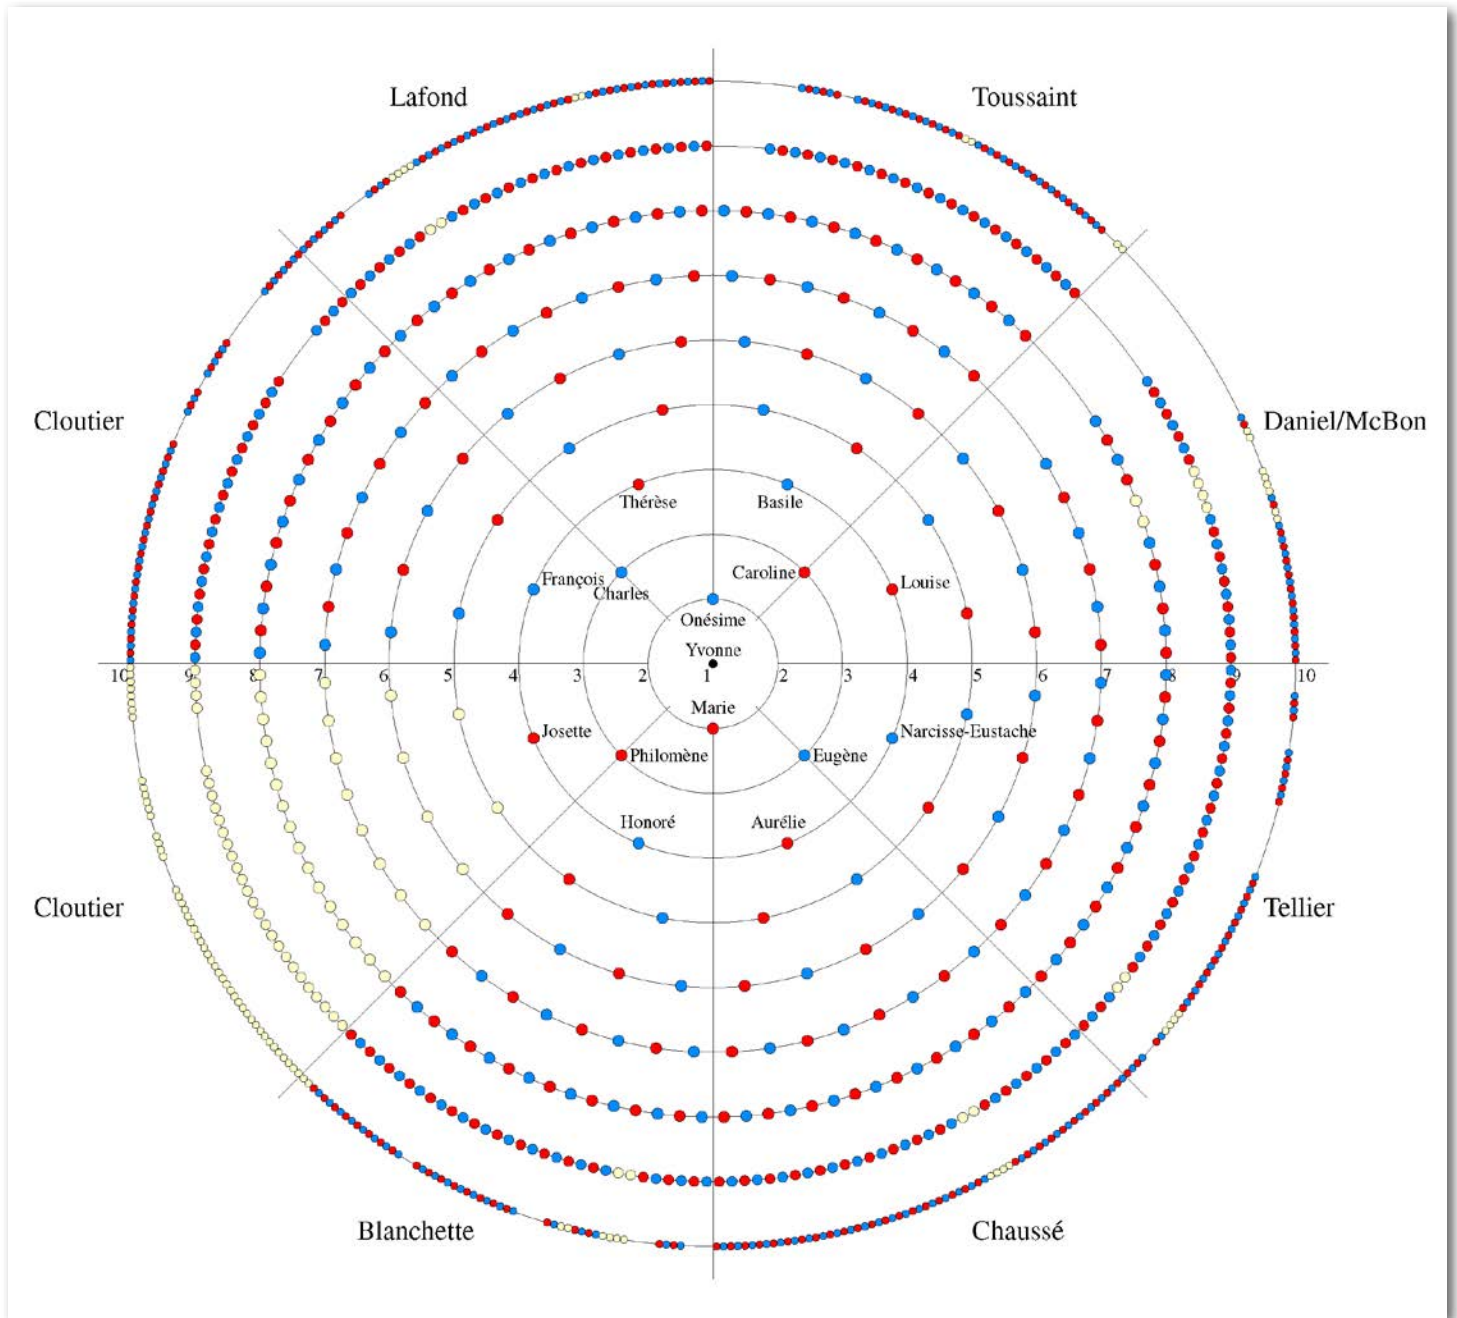 Lafond
Toussaint
Cloutier
Daniel/McBon
Thérèse
Basile
François
Charles
Caroline
Louise
Onésime
Yvonne
10 9 8 7 6 5 4 3 2 1 2 3 4 5 6 7 8 9 10
Marie
Josette
Narcisse-Eustache
Philomène
Eugène
Honoré
Aurélie
Cloutier
Tellier
Blanchette
Chaussé